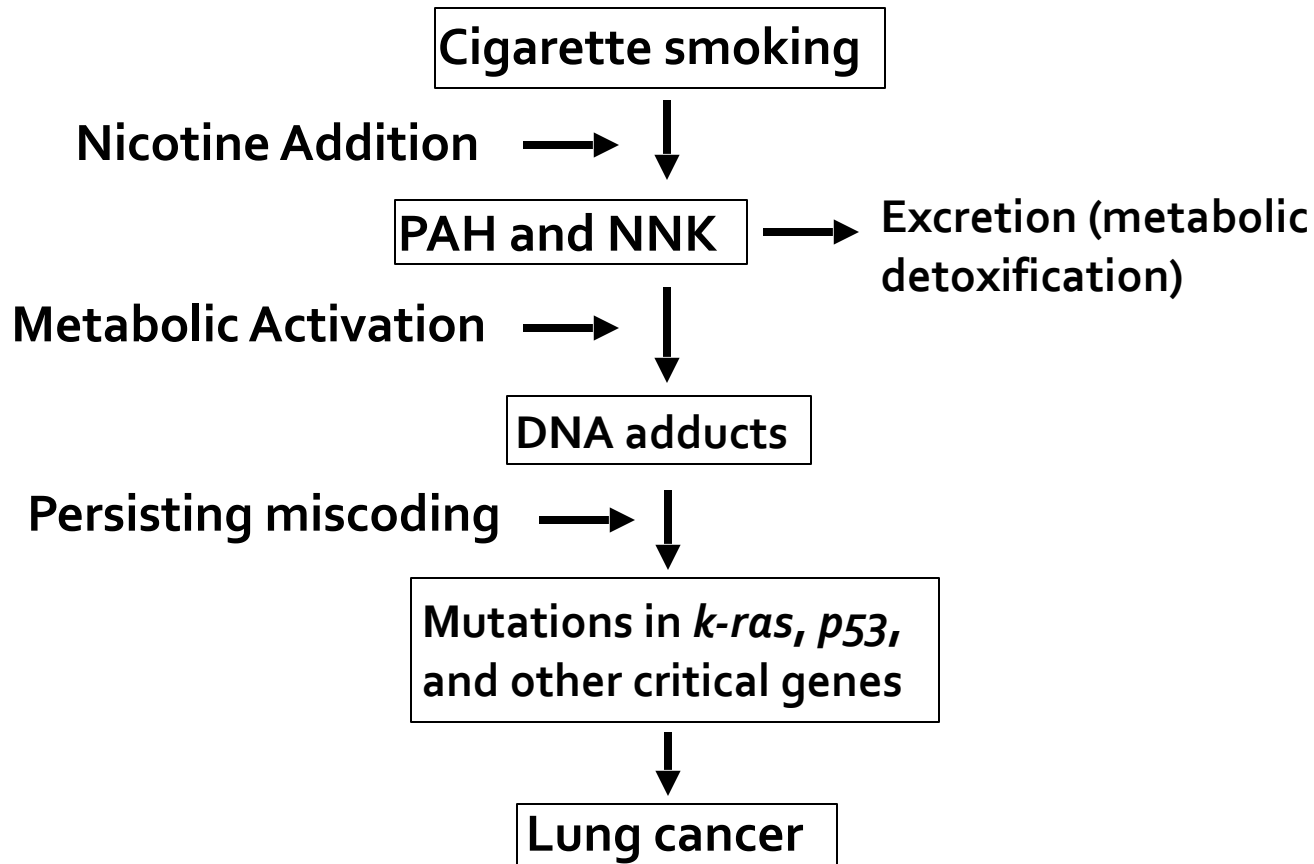 Cigarette smoking
Nicotine Addition
PAH and NNK
Excretion (metabolic
detoxification)
Metabolic Activation
DNA adducts
Persisting miscoding
Mutations in k-ras, p53,
and other critical genes
Lung cancer